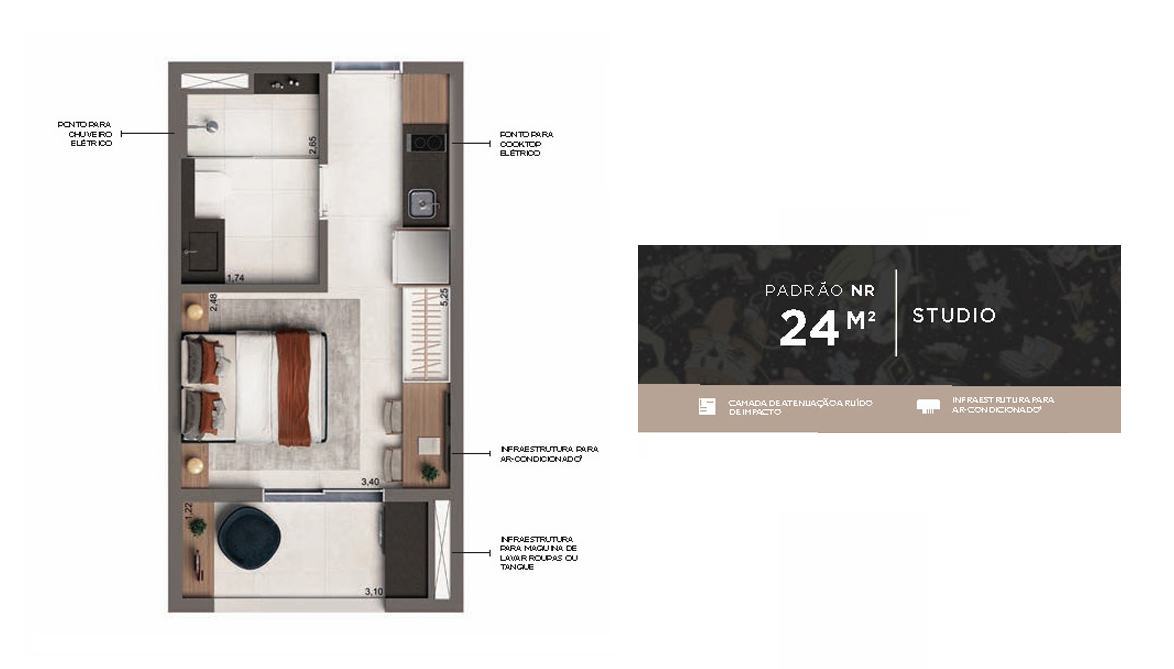 PONTO PARA
CHUVEIRO
ELÉTRICO
2,65
PONTO PARA
COOKTOP
ELÉTRICO
1,74
2,48
5,25
INFRAESTRUTURA PARA
AR-CONDICIONADO¹
3,40
1,22
INFRAESTRUTURA
PARA MAQUINA DE
LAVAR ROUPAS OU
TANQUE
3,10
PADRÃO NR
24 M²
STUDIO
CAMADA DE ATENUAÇÃO A RUÍDO
DE IMPACTO
INFRAESTRUTURA PARA
AR-CONDICIONADO¹